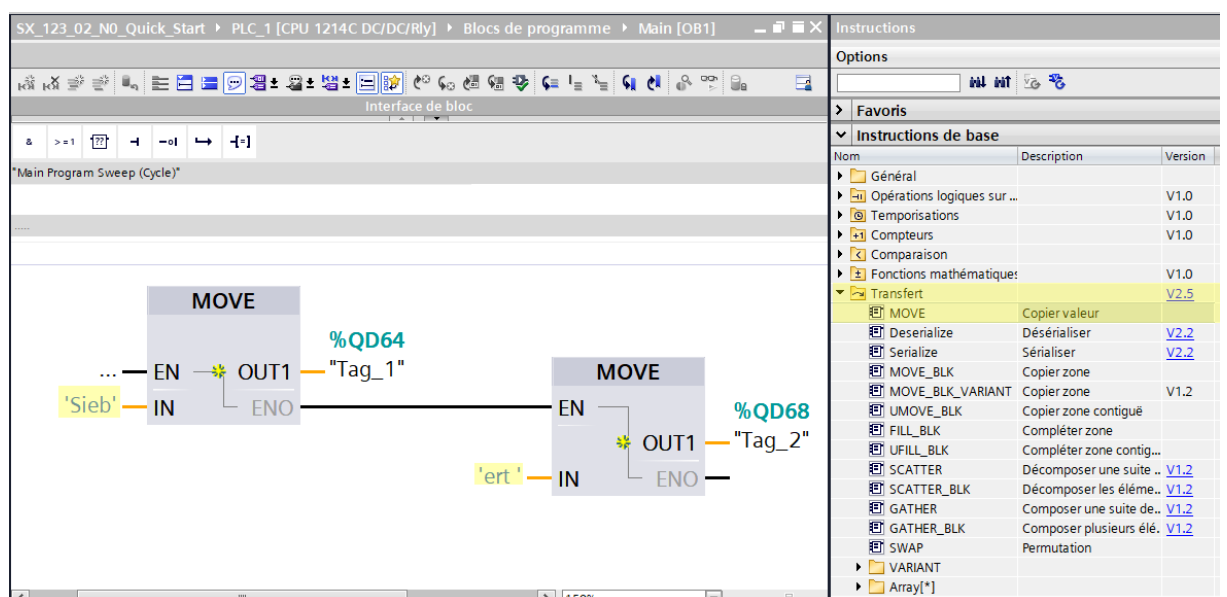 SX_123_02_N0_Quick_Start ▸ PLC_1 [CPU 1214C DC/DC/Rly] ▸ Blocs de programme ▸ Main [OB1]
Interface de bloc
& >=1 ?? -| -o| ↦ -[=]
"Main Program Sweep (Cycle)"
.....
MOVE
%QD64
... EN OUT1 "Tag_1"
'Sieb' IN ENO
MOVE
EN %QD68
OUT1 "Tag_2"
'ert ' IN ENO
150%
Instructions
Options
Favoris
Instructions de base
Nom Description Version
Général
Opérations logiques sur ... V1.0
Temporisations V1.0
Compteurs V1.0
Comparaison
Fonctions mathématiques V1.0
Transfert V2.5
MOVE Copier valeur
Deserialize Désérialiser V2.2
Serialize Sérialiser V2.2
MOVE_BLK Copier zone
MOVE_BLK_VARIANT Copier zone V1.2
UMOVE_BLK Copier zone contiguë
FILL_BLK Compléter zone
UFILL_BLK Compléter zone contig...
SCATTER Décomposer une suite .. V1.2
SCATTER_BLK Décomposer les éléme.. V1.2
GATHER Composer une suite de.. V1.2
GATHER_BLK Composer plusieurs élé. V1.2
SWAP Permutation
VARIANT
Array[*]